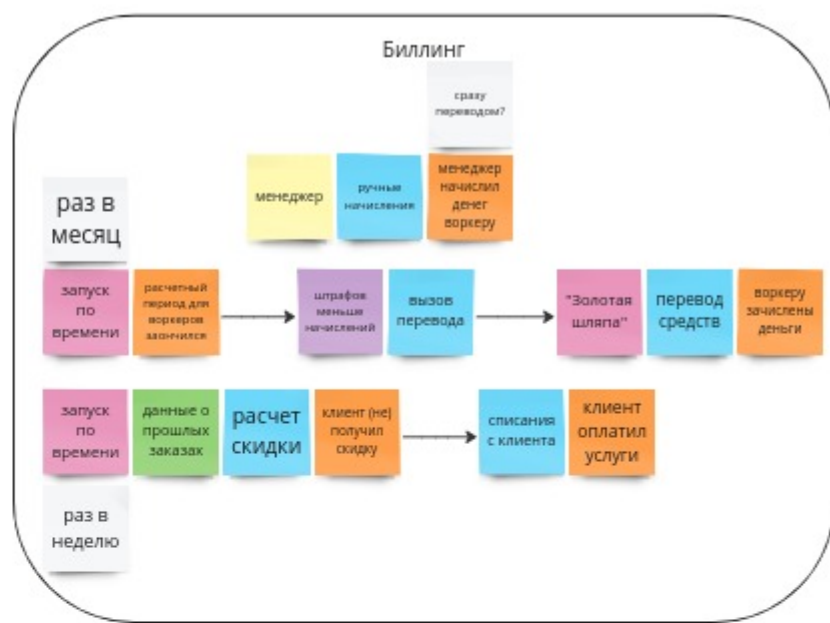 Биллинг
сразу
переводом?
менеджер
ручные
начисления
менеджер
начислил
денег
воркеру
раз в
месяц
запуск
по
времени
расчетный
период для
воркеров
закончился
штрафов
меньше
начислений
вызов
перевода
"Золотая
шляпа"
перевод
средств
воркеру
зачислены
деньги
запуск
по
времени
данные о
прошлых
заказах
расчет
скидки
клиент (не)
получил
скидку
списания
с клиента
клиент
оплатил
услуги
раз в
неделю